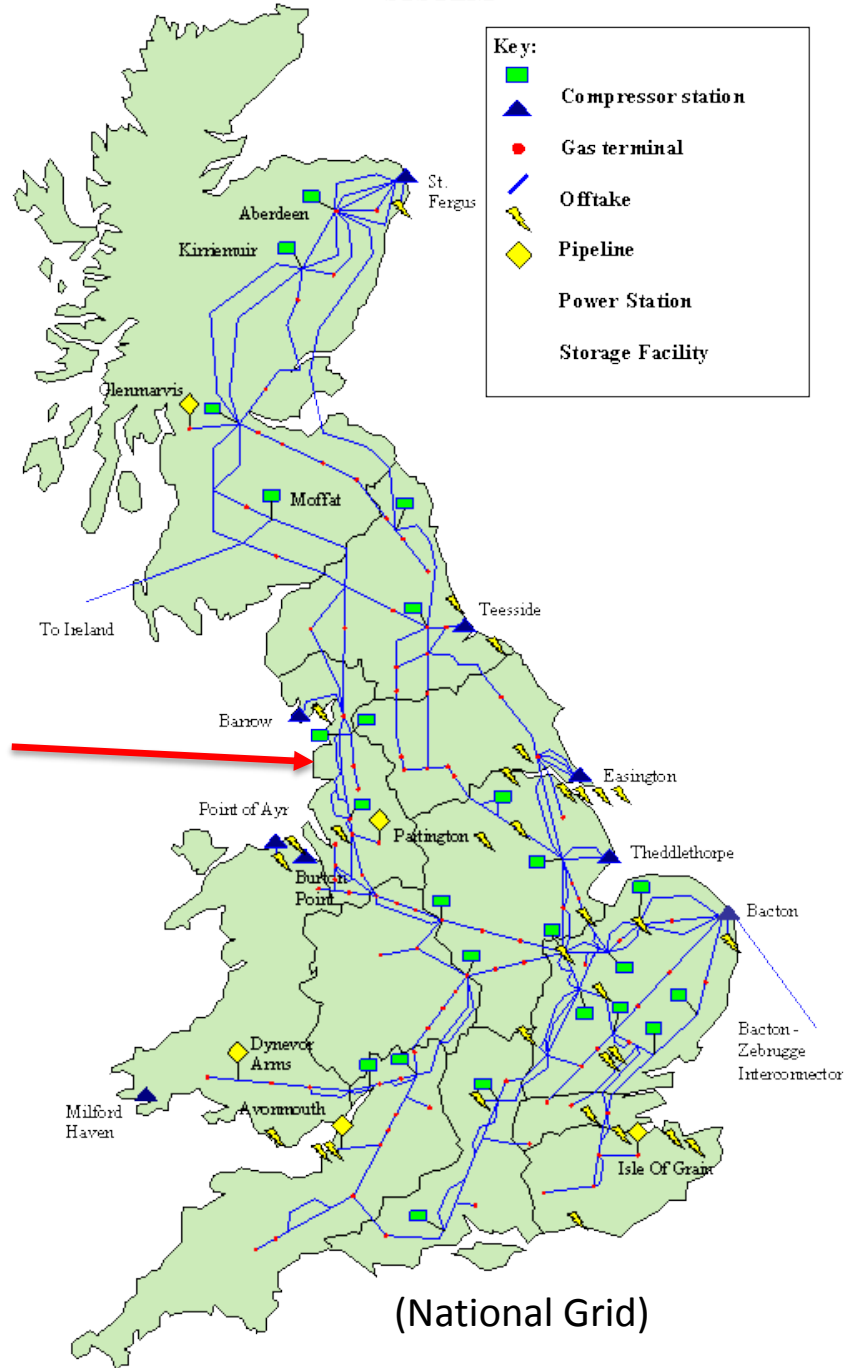 Key:
Compressor station
Gas terminal
Offtake
Pipeline
Power Station
Storage Facility
St.
Fergus
Aberdeen
Kirriemuir
Glenmarvis
Moffat
To Ireland
Teesside
Barrow
Easington
Point of Ayr
Partington
Theddlethorpe
Burton
Point
Bacton
Bacton -
Zebrugge
Interconnector
Dynevor
Arms
Milford
Haven
Avonmouth
Isle Of Grain
(National Grid)